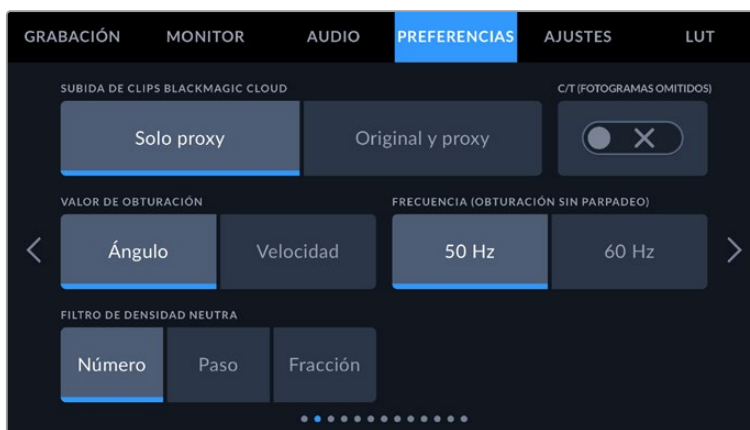 GRABACIÓN MONITOR AUDIO PREFERENCIAS AJUSTES LUT
SUBIDA DE CLIPS BLACKMAGIC CLOUD C/T (FOTOGRAMAS OMITIDOS)
Solo proxy Original y proxy
VALOR DE OBTURACIÓN FRECUENCIA (OBTURACIÓN SIN PARPADEO)
Ángulo Velocidad 50 Hz 60 Hz
FILTRO DE DENSIDAD NEUTRA
Número Paso Fracción